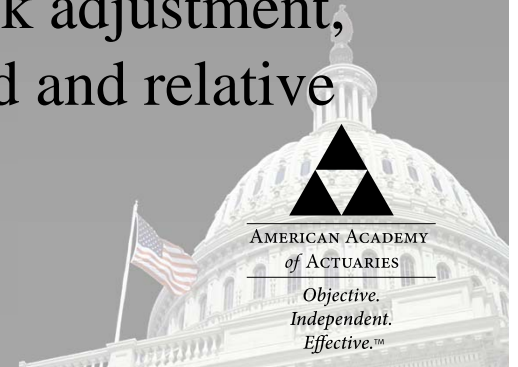 k adjustment,
d and relative
AMERICAN ACADEMY
of ACTUARIES
Objective.
Independent.
Effective.™